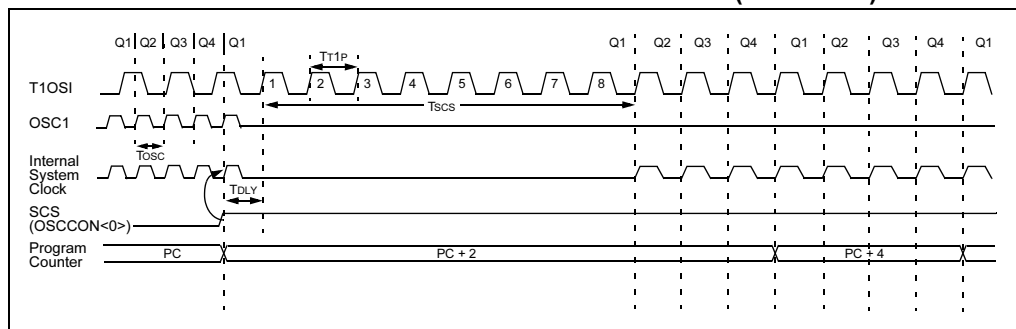 Q1 Q2 Q3 Q4 Q1 Q1 Q2 Q3 Q4 Q1 Q2 Q3 Q4 Q1
TT1P
T1OSI 1 2 3 4 5 6 7 8
TSCS
OSC1
TOSC
Internal
System
Clock
TDLY
SCS
(OSCCON<0>)
Program
Counter
PC PC + 2 PC + 4